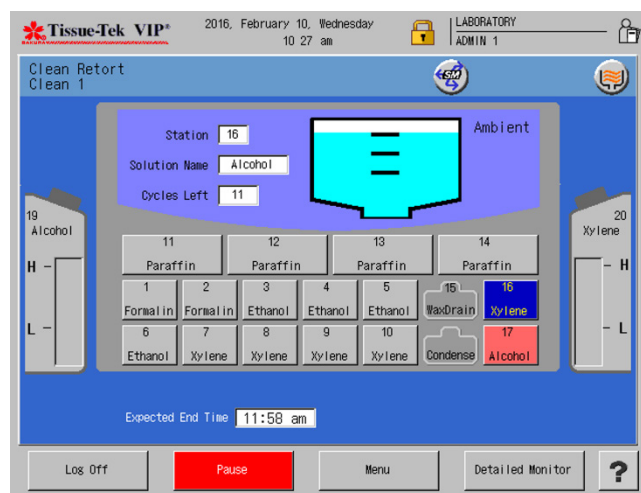 Tissue-Tek VIP®
SAKURA
2016, February 10, Wednesday
10 27 am
LABORATORY
ADMIN 1
Clean Retort
Clean 1
SM
Station 16
Solution Name Alcohol
Cycles Left 11
Ambient
19
Alcohol
H
L
20
Xylene
H
L
11
Paraffin
12
Paraffin
13
Paraffin
14
Paraffin
1
Formalin
2
Formalin
3
Ethanol
4
Ethanol
5
Ethanol
15
WaxDrain
16
Xylene
6
Ethanol
7
Xylene
8
Xylene
9
Xylene
10
Xylene
Condense
17
Alcohol
Expected End Time 11:58 am
Log Off
Pause
Menu
Detailed Monitor
?